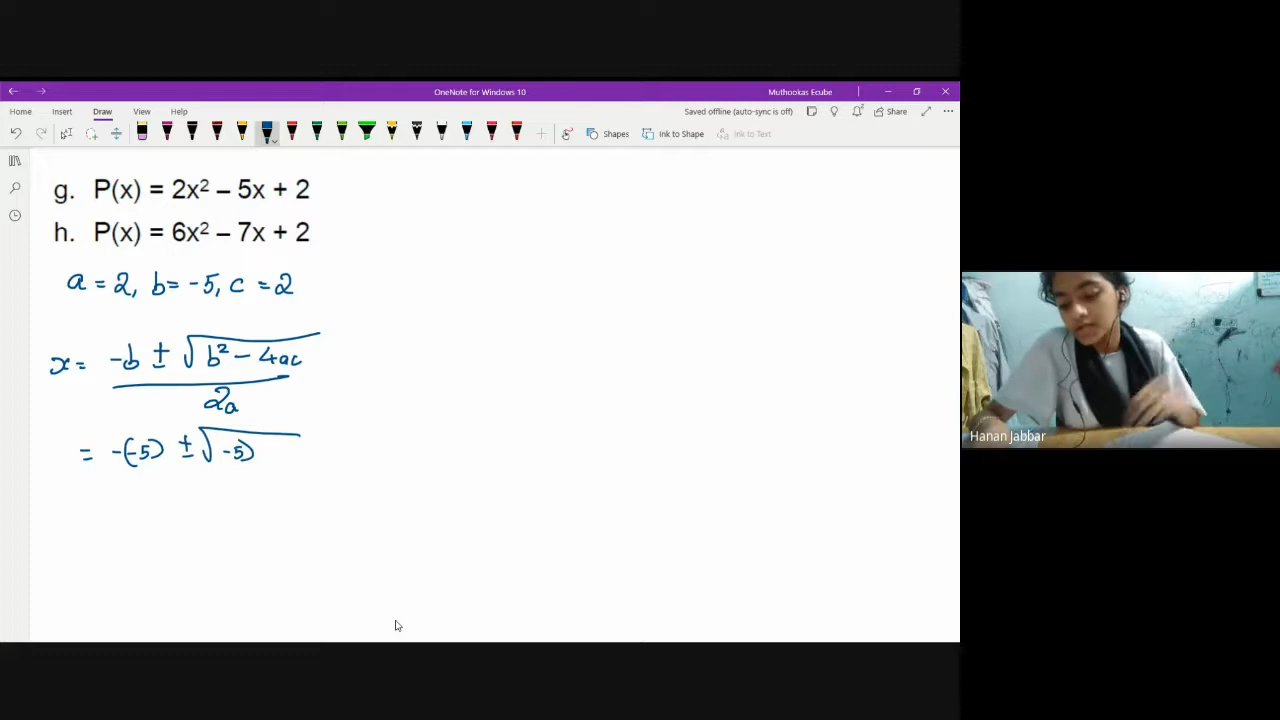 OneNote for Windows 10
Muthookas Ecube
Home Insert Draw View Help
Saved offline (auto-sync is off)
Share
Shapes
Ink to Shape
Ink to Text
g. P(x) = 2x² – 5x + 2
h. P(x) = 6x² – 7x + 2
a = 2, b = -5, c = 2
x = -b ± √b² - 4ac
2a
= -(-5) ± √-5)
Hanan Jabbar